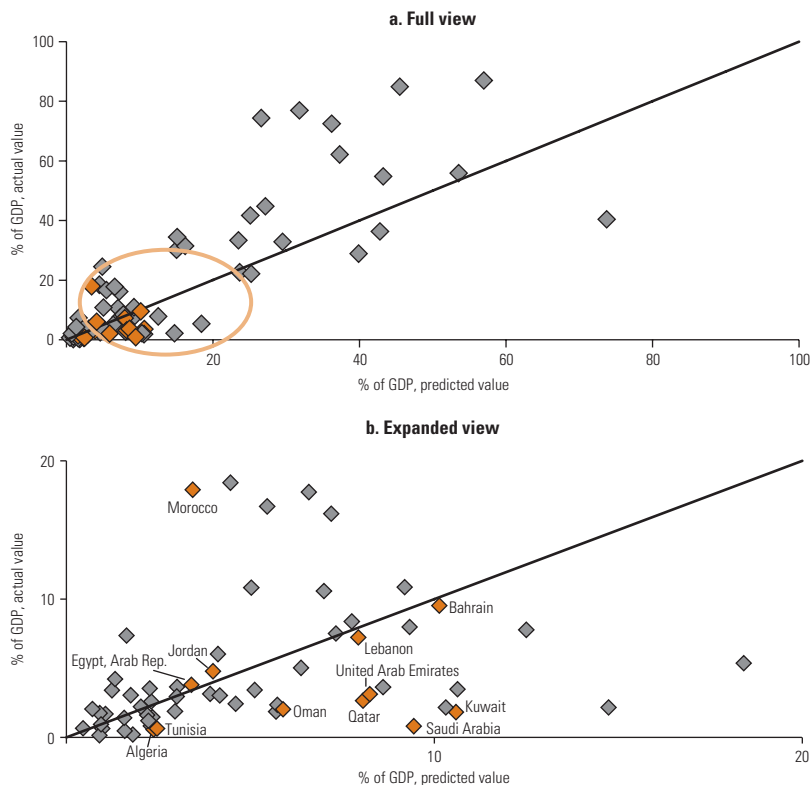 a. Full view
100
80
60
40
20
0
20
40
60
80
100
% of GDP, actual value
% of GDP, predicted value
b. Expanded view
20
10
0
10
20
% of GDP, actual value
Morocco
Bahrain
Lebanon
Jordan
Egypt, Arab Rep.
United Arab Emirates
Oman
Qatar
Kuwait
Saudi Arabia
Tunisia
Algeria
% of GDP, predicted value